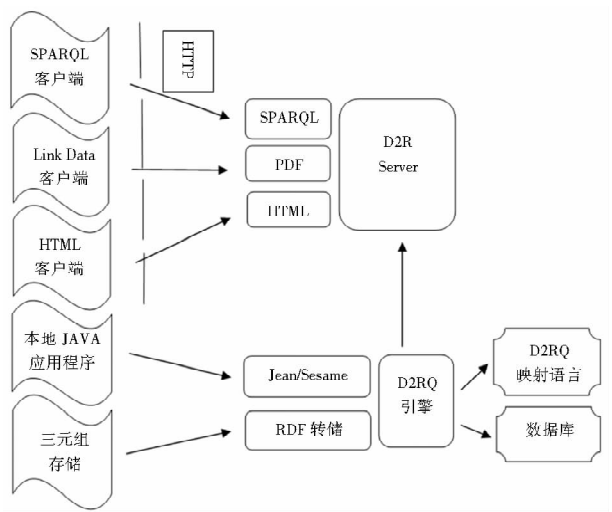 SPARQL
客户端
HTTP
Link Data
客户端
HTML
客户端
本地 JAVA
应用程序
三元组
存储
SPARQL
PDF
HTML
D2R
Server
Jean/Sesame
RDF 转储
D2RQ
引擎
D2RQ
映射语言
数据库